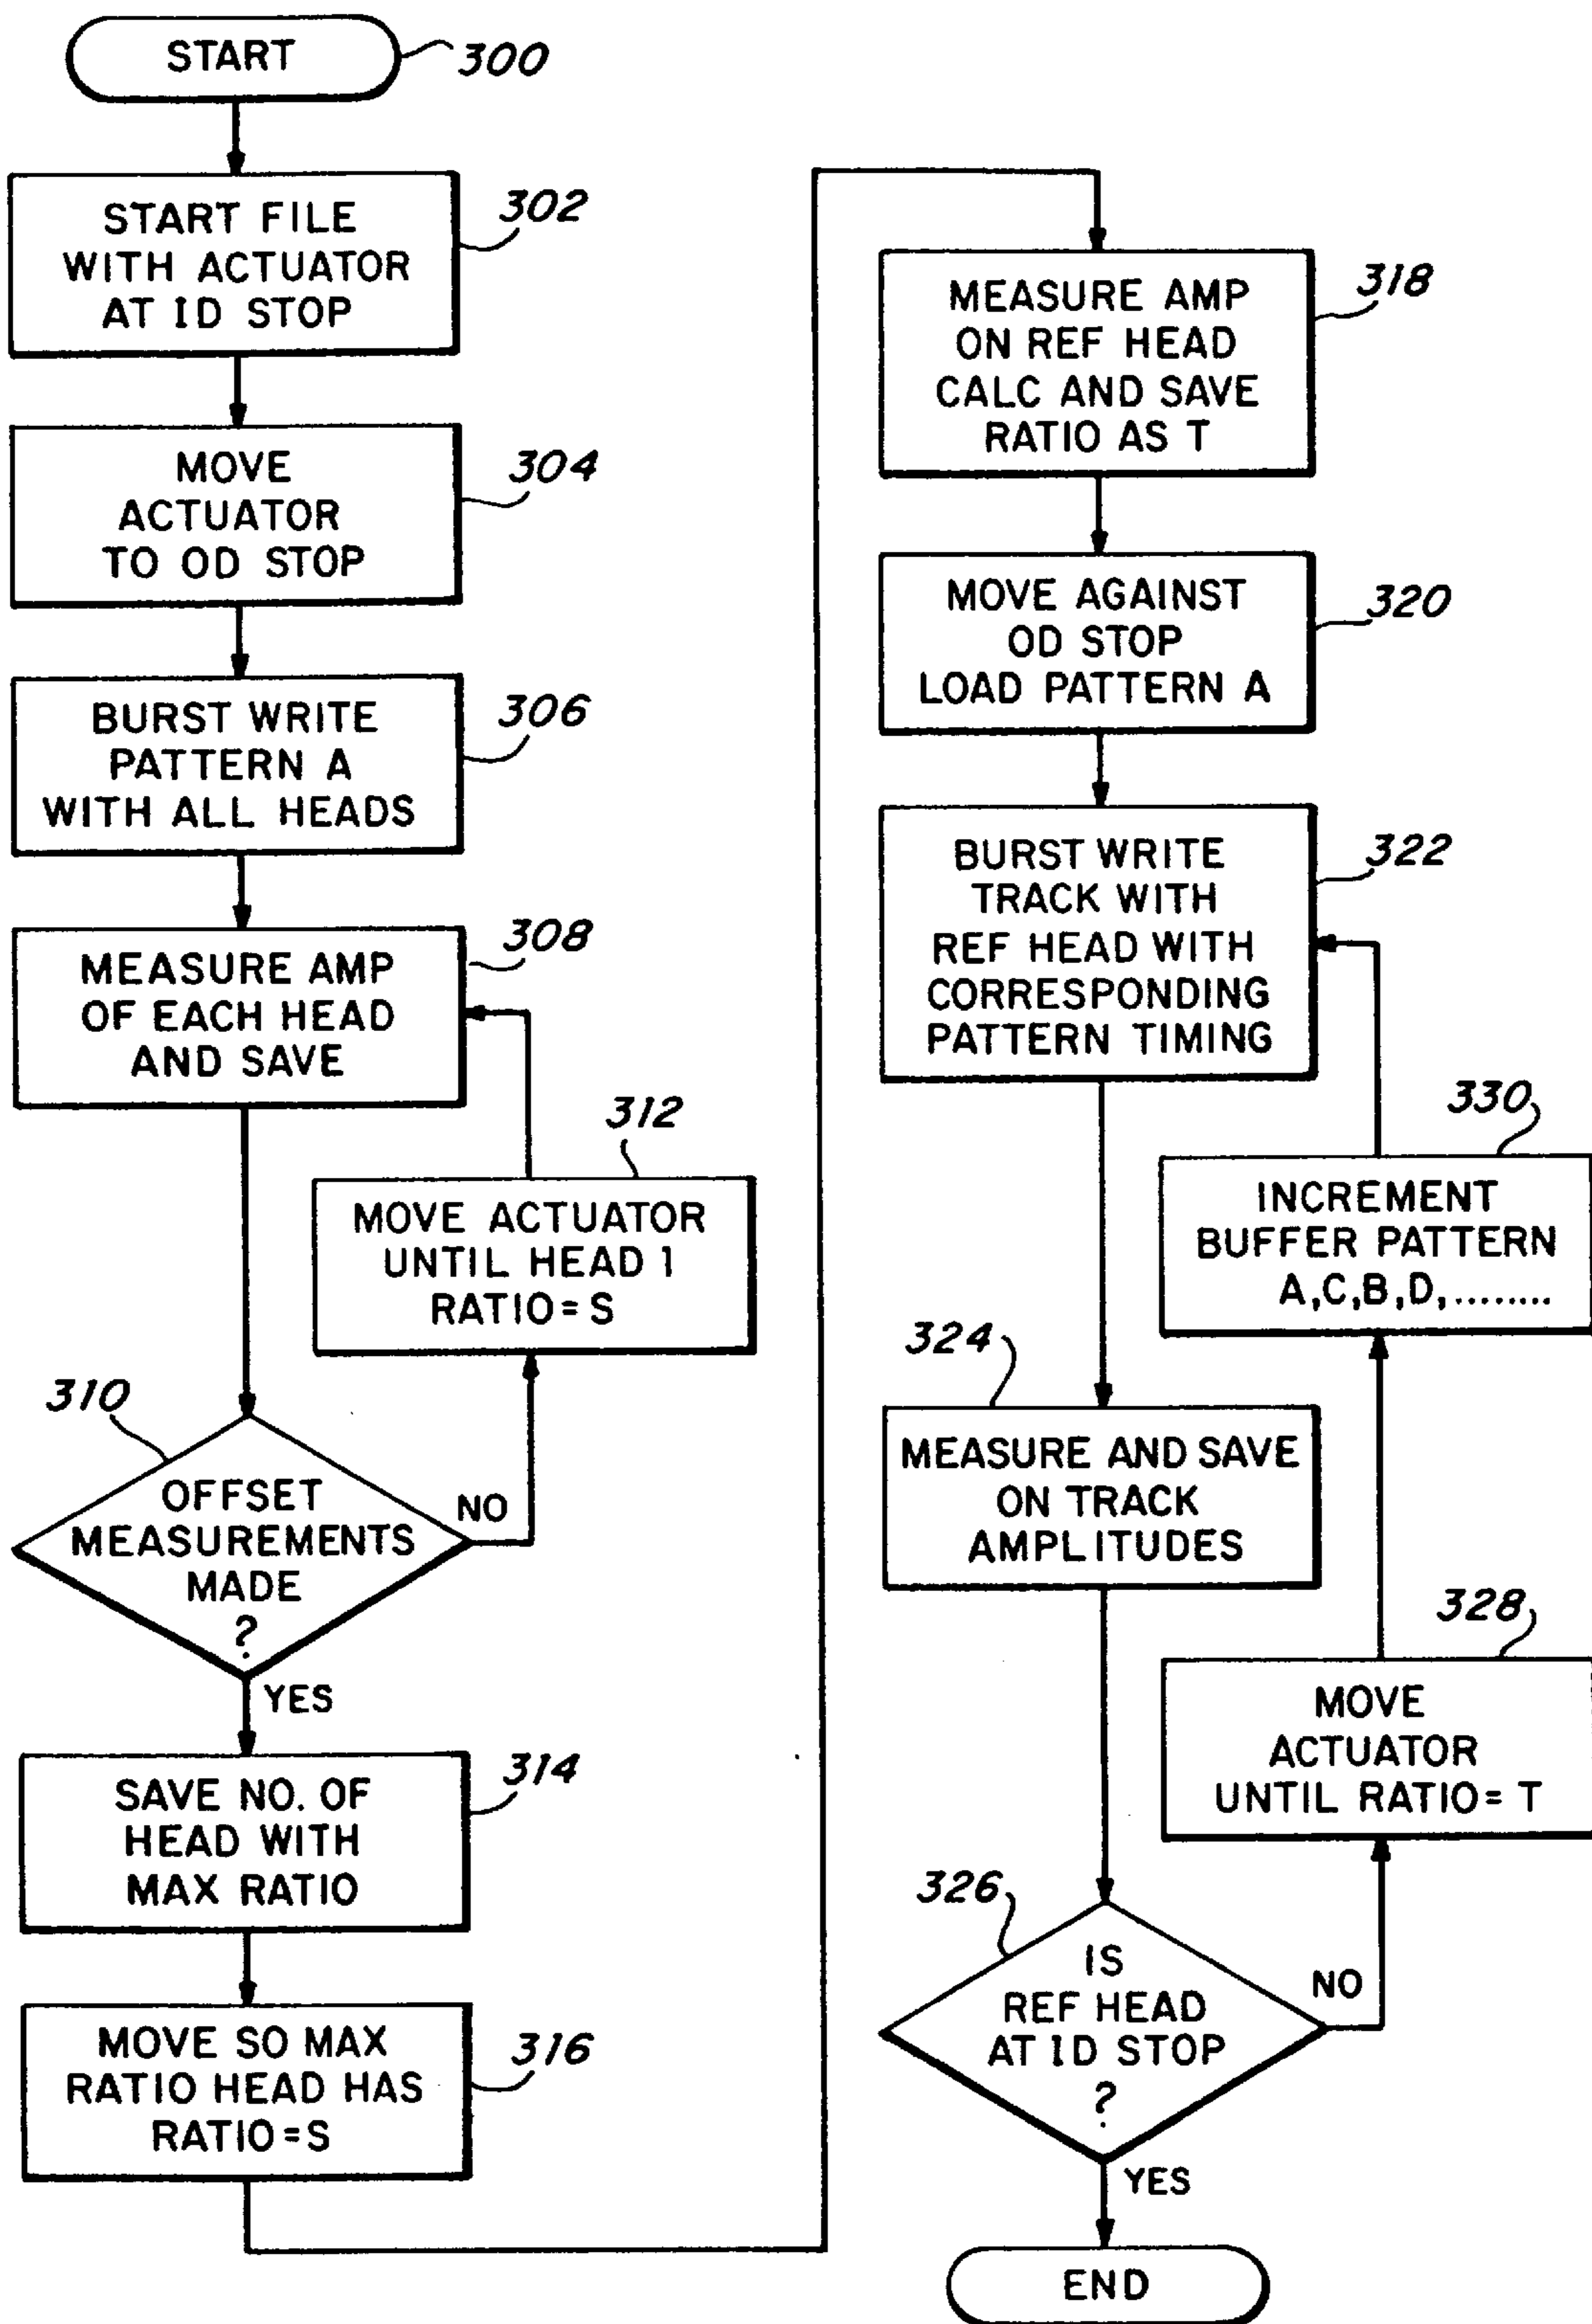 START
300
START FILE
WITH ACTUATOR
AT ID STOP
302
MOVE
ACTUATOR
TO OD STOP
304
BURST WRITE
PATTERN A
WITH ALL HEADS
306
MEASURE AMP
OF EACH HEAD
AND SAVE
308
312
MOVE ACTUATOR
UNTIL HEAD 1
RATIO=S
310
OFFSET
MEASUREMENTS
MADE
?
NO
YES
SAVE NO. OF
HEAD WITH
MAX RATIO
314
MOVE SO MAX
RATIO HEAD HAS
RATIO=S
316
MEASURE AMP
ON REF HEAD
CALC AND SAVE
RATIO AS T
318
MOVE AGAINST
OD STOP
LOAD PATTERN A
320
BURST WRITE
TRACK WITH
REF HEAD WITH
CORRESPONDING
PATTERN TIMING
322
330
INCREMENT
BUFFER PATTERN
A,C,B,D,........
324
MEASURE AND SAVE
ON TRACK
AMPLITUDES
328
MOVE
ACTUATOR
UNTIL RATIO= T
326
IS
REF HEAD
AT ID STOP
?
NO
YES
END